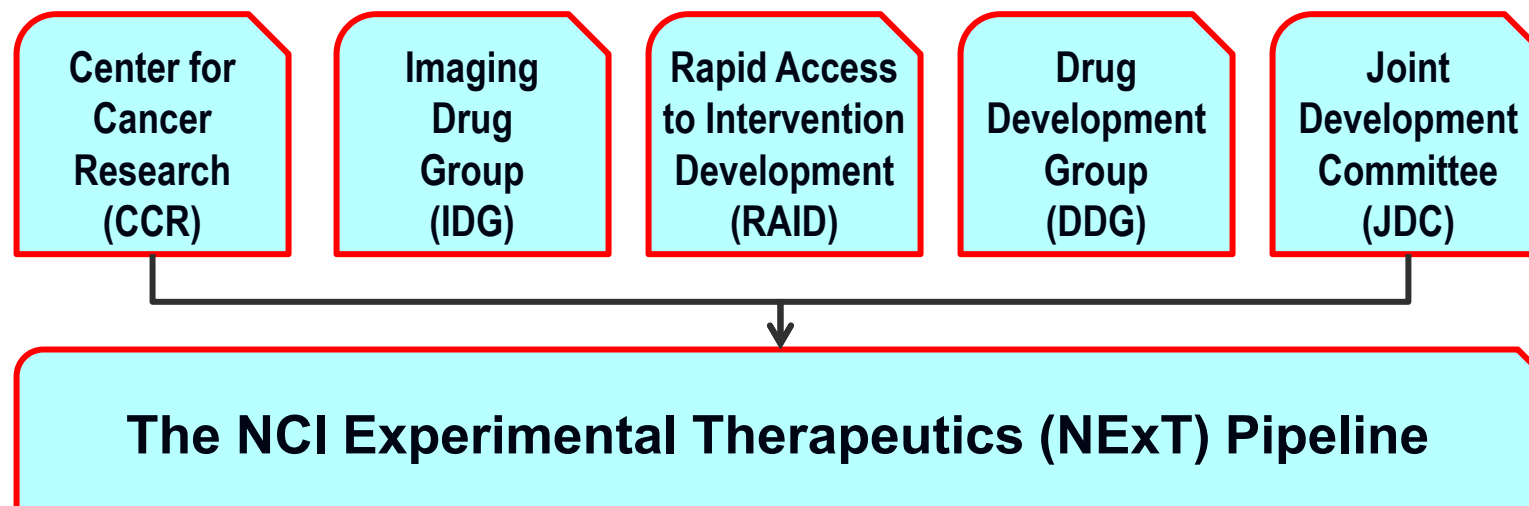 Center for
Cancer
Research
(CCR)
Imaging
Drug
Group
(IDG)
Rapid Access
to Intervention
Development
(RAID)
Drug
Development
Group
(DDG)
Joint
Development
Committee
(JDC)
The NCI Experimental Therapeutics (NExT) Pipeline